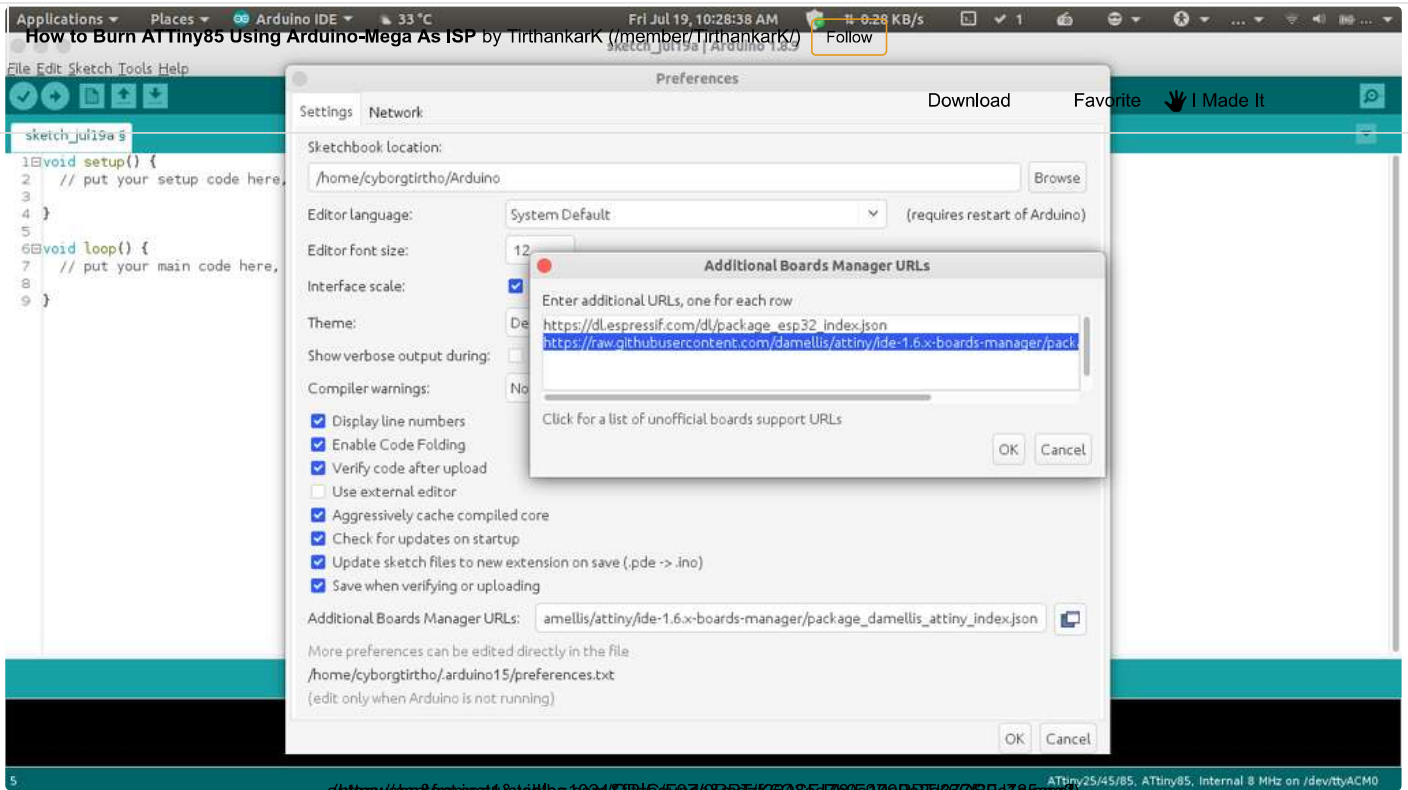 Applications Places Arduino IDE 33 °C Fri Jul 19, 10:28:38 AM 0.28 KB/s 1 ...
How to Burn ATTiny85 Using Arduino-Mega As ISP by TirthankarK (/member/TirthankarK/) Follow
sketch_jul19a | Arduino 1.8.9
File Edit Sketch Tools Help
Preferences
Download Favorite I Made It
Settings Network
sketch_jul19a §
Sketchbook location:
1 void setup() {
2 // put your setup code here,
3
4 }
5
6 void loop() {
7 // put your main code here,
8
9 }
/home/cyborgtirtho/Arduino Browse
Editor language: System Default (requires restart of Arduino)
Editor font size: 12
Interface scale:
Theme: De
Show verbose output during:
Compiler warnings: No
Additional Boards Manager URLs
Enter additional URLs, one for each row
https://dl.espressif.com/dl/package_esp32_index.json
https://raw.githubusercontent.com/damellis/attiny/ide-1.6.x-boards-manager/pack
Click for a list of unofficial boards support URLs
OK Cancel
Display line numbers
Enable Code Folding
Verify code after upload
Use external editor
Aggressively cache compiled core
Check for updates on startup
Update sketch files to new extension on save (.pde -> .ino)
Save when verifying or uploading
Additional Boards Manager URLs: amellis/attiny/ide-1.6.x-boards-manager/package_damellis_attiny_index.json
More preferences can be edited directly in the file
/home/cyborgtirtho/.arduino15/preferences.txt
(edit only when Arduino is not running)
OK Cancel
5 ATtiny25/45/85, ATtiny85, Internal 8 MHz on /dev/ttyACM0